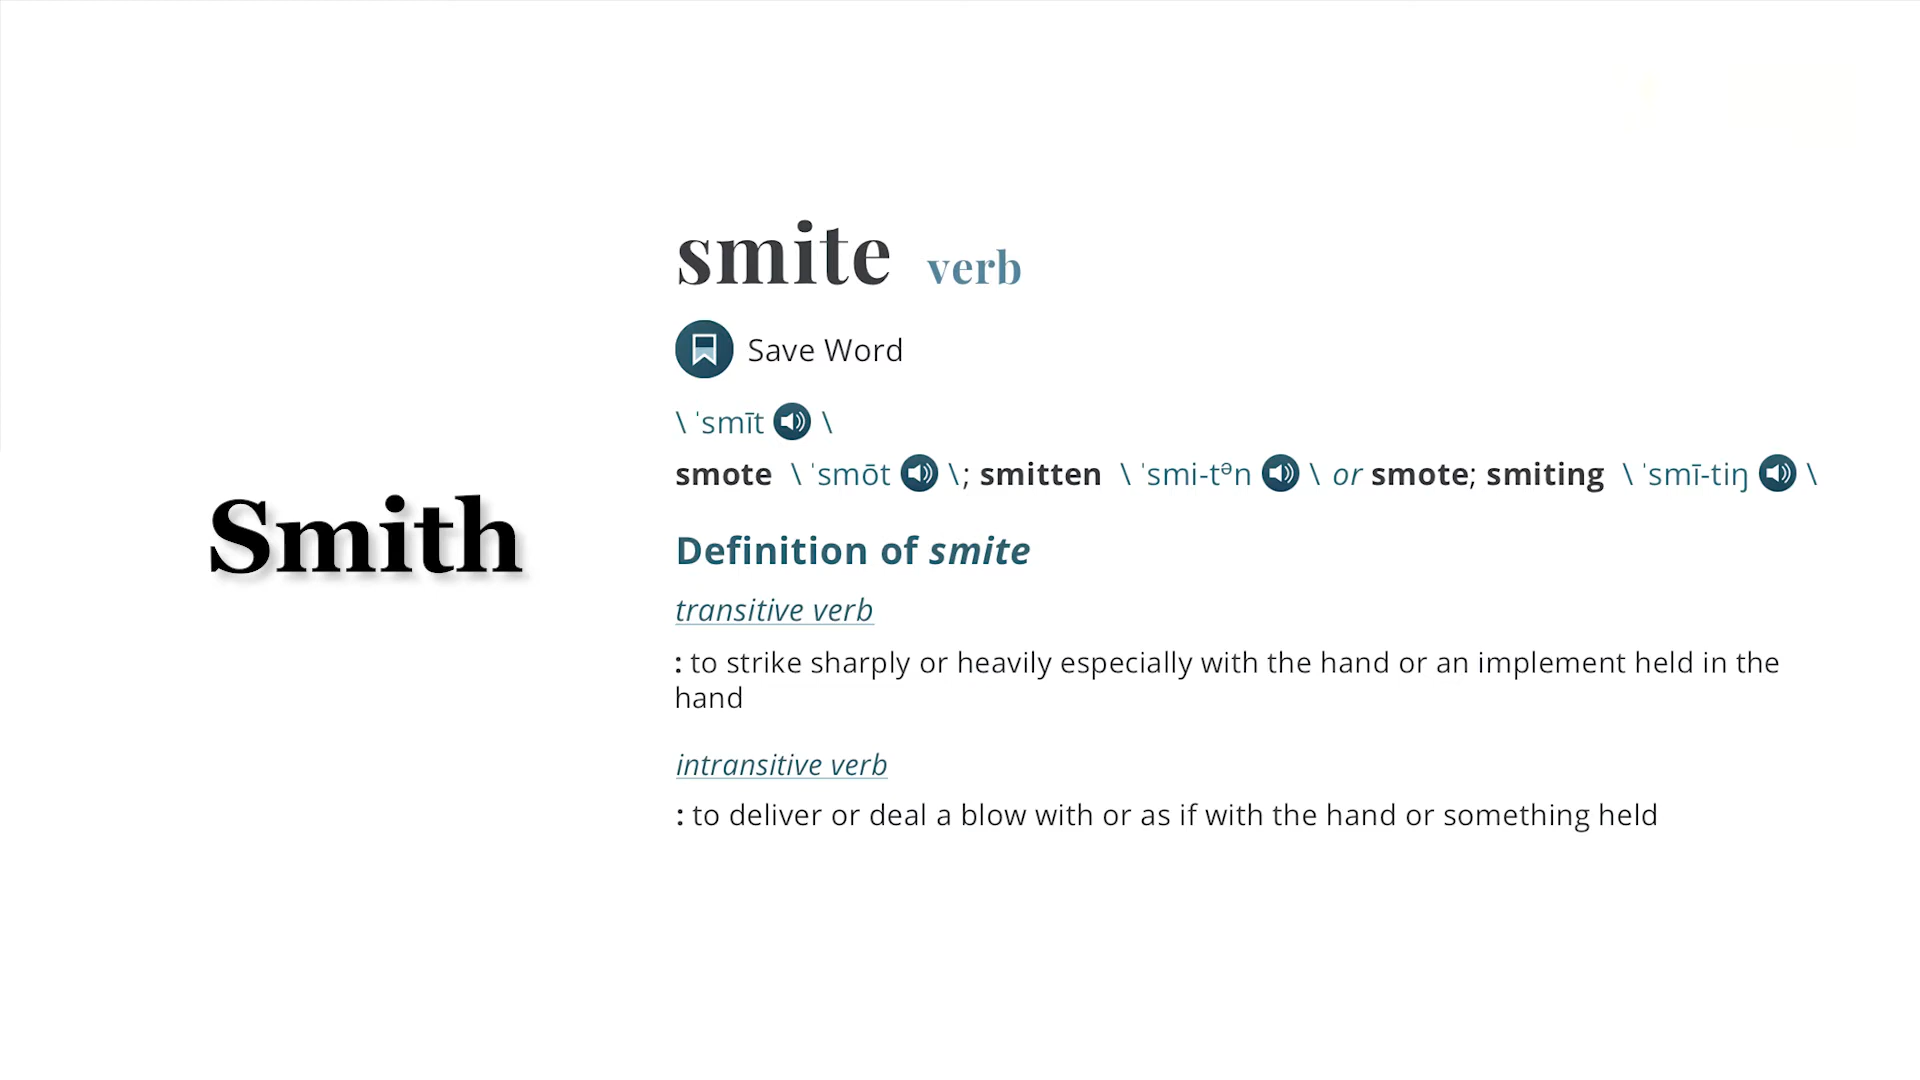 Smith
smite verb
Save Word
\ ˈsmīt \
smote \ ˈsmōt \; smitten \ ˈsmi-tᵊn \ or smote; smiting \ ˈsmī-tiŋ \
Definition of smite
transitive verb
: to strike sharply or heavily especially with the hand or an implement held in the
hand
intransitive verb
: to deliver or deal a blow with or as if with the hand or something held